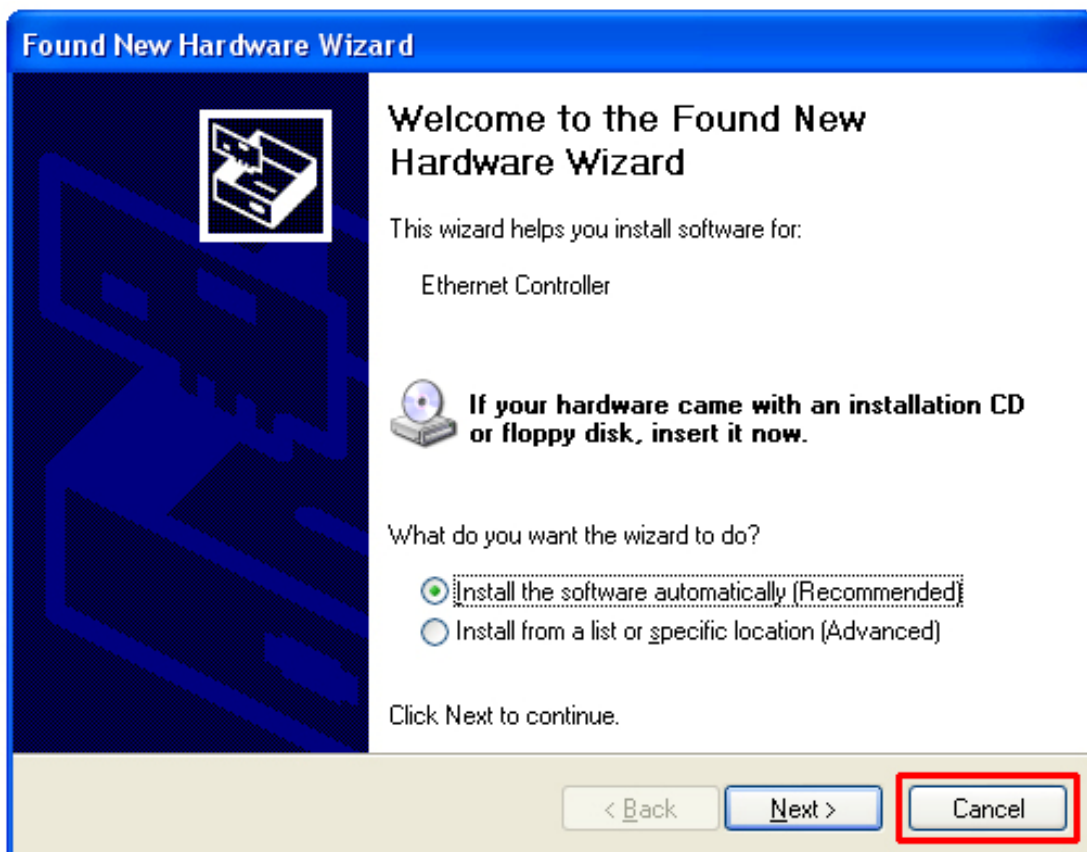 Found New Hardware Wizard
Welcome to the Found New
Hardware Wizard
This wizard helps you install software for:
Ethernet Controller
If your hardware came with an installation CD
or floppy disk, insert it now.
What do you want the wizard to do?
Install the software automatically (Recommended)
Install from a list or specific location (Advanced)
Click Next to continue.
< Back Next > Cancel